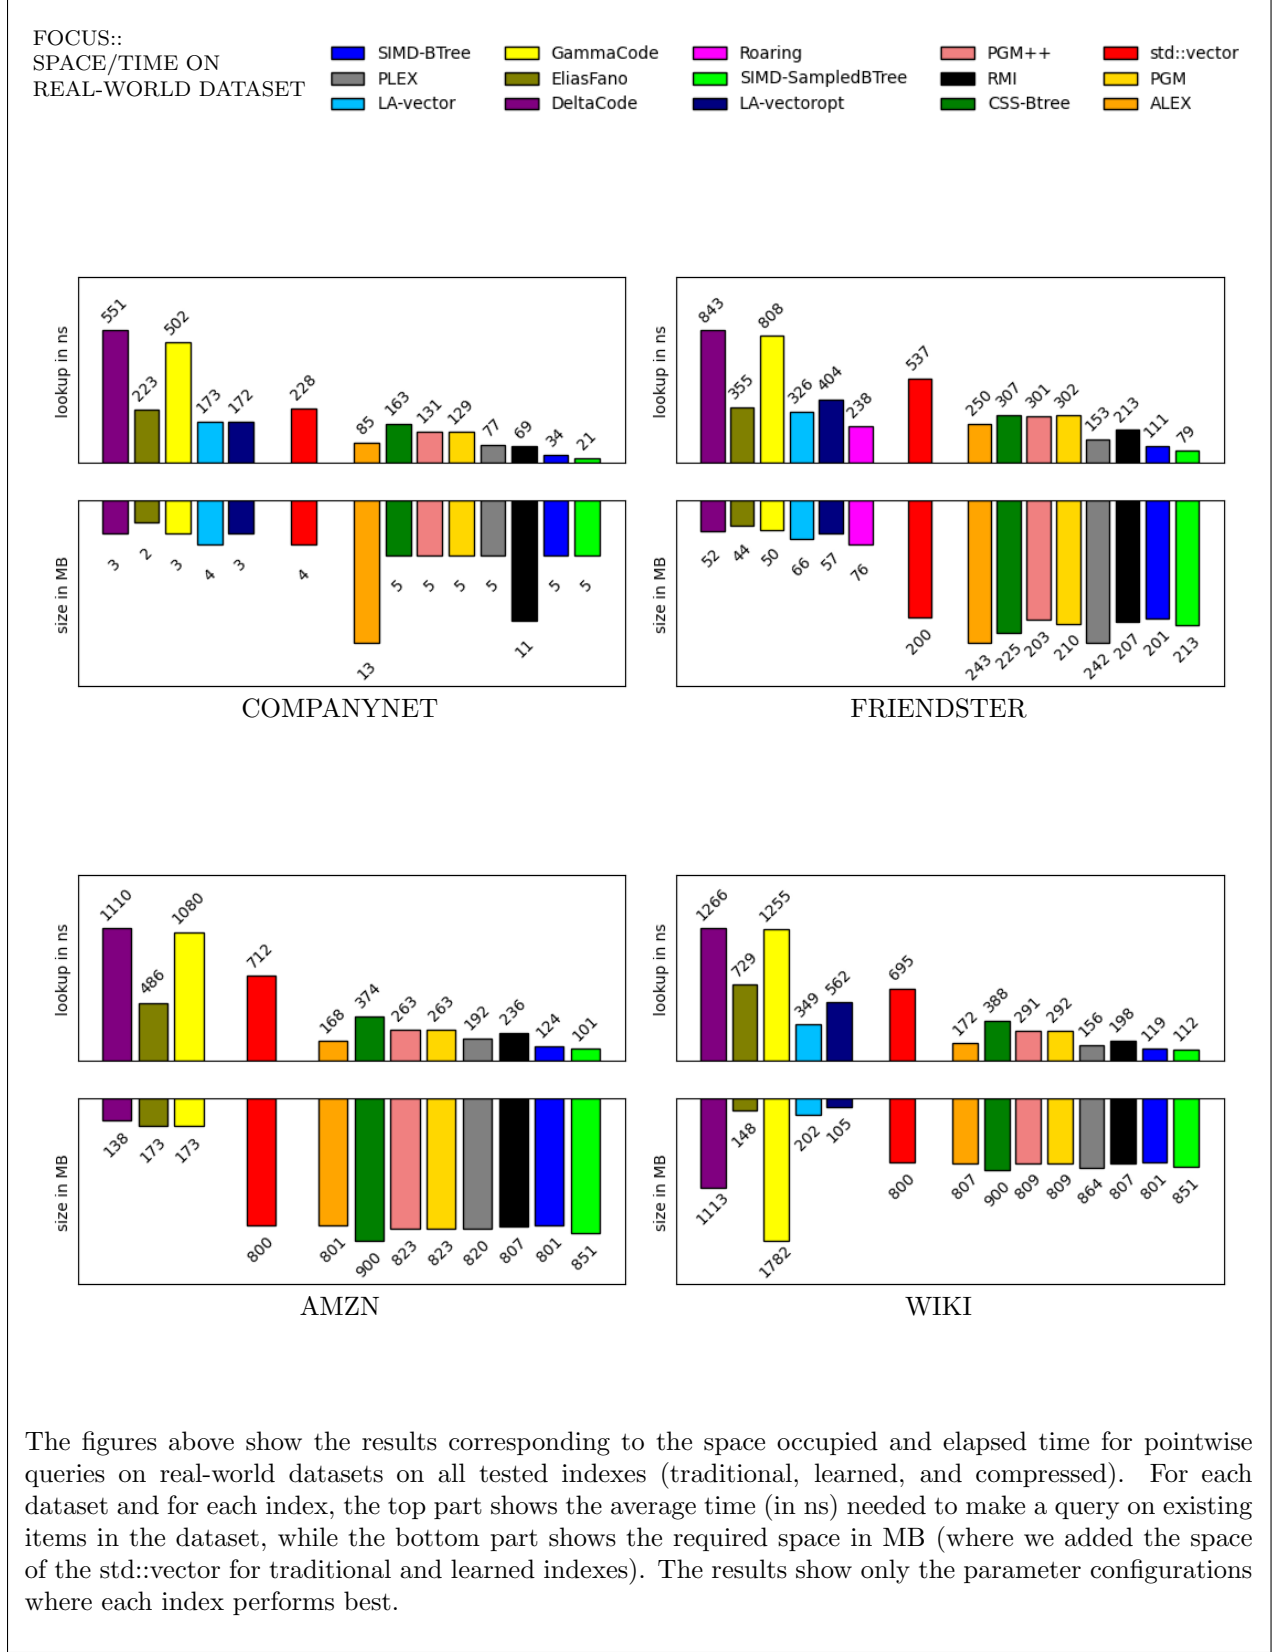 FOCUS::
SPACE/TIME ON
REAL-WORLD DATASET
SIMD-BTree GammaCode Roaring PGM++ std::vector
PLEX EliasFano SIMD-SampledBTree RMI PGM
LA-vector DeltaCode LA-vectoropt CSS-Btree ALEX
lookup in ns
551 223 502 173 172 228 85 163 131 129 77 69 34 21
size in MB
3 2 3 4 3 4 13 5 5 5 5 11 5 5
COMPANYNET
lookup in ns
843 355 808 326 404 238 537 250 307 301 302 153 213 111 79
size in MB
52 44 50 66 57 76 200 243 225 203 210 242 207 201 213
FRIENDSTER
lookup in ns
1110 486 1080 712 168 374 263 263 192 236 124 101
size in MB
138 173 173 800 801 900 823 823 820 807 801 851
AMZN
lookup in ns
1266 729 1255 349 562 695 172 388 291 292 156 198 119 112
size in MB
1113 148 1782 202 105 800 807 900 809 809 864 807 801 851
WIKI
The figures above show the results corresponding to the space occupied and elapsed time for pointwise
queries on real-world datasets on all tested indexes (traditional, learned, and compressed). For each
dataset and for each index, the top part shows the average time (in ns) needed to make a query on existing
items in the dataset, while the bottom part shows the required space in MB (where we added the space
of the std::vector for traditional and learned indexes). The results show only the parameter configurations
where each index performs best.